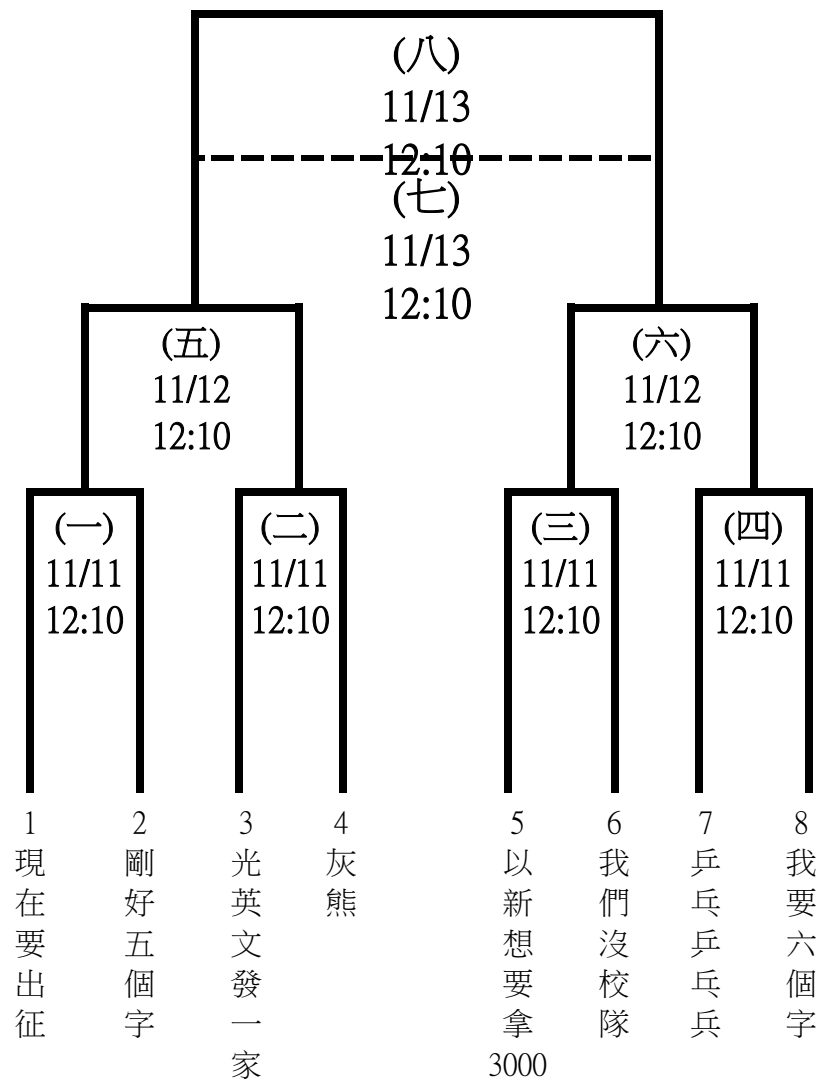 (八)
11/13
12:10
(七)
11/13
12:10
(五)
11/12
12:10
(六)
11/12
12:10
(一)
11/11
12:10
(二)
11/11
12:10
(三)
11/11
12:10
(四)
11/11
12:10
1
現在要出征
2
剛好五個字
3
光英文發一家
4
灰熊
5
以新想要拿
3000
6
我們沒校隊
7
乒乓乒乓兵
8
我要六個字